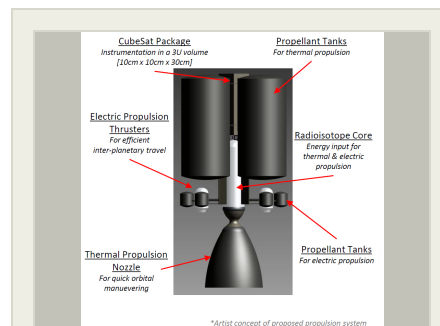 CubeSat Package
Instrumentation in a 3U volume
[10cm x 10cm x 30cm]
Propellant Tanks
For thermal propulsion
Electric Propulsion
Thrusters
For efficient
inter-planetary travel
Radioisotope Core
Energy input for
thermal & electric
propulsion
Propellant Tanks
For electric propulsion
Thermal Propulsion
Nozzle
For quick orbital
manuevering
*Artist concept of proposed propulsion system